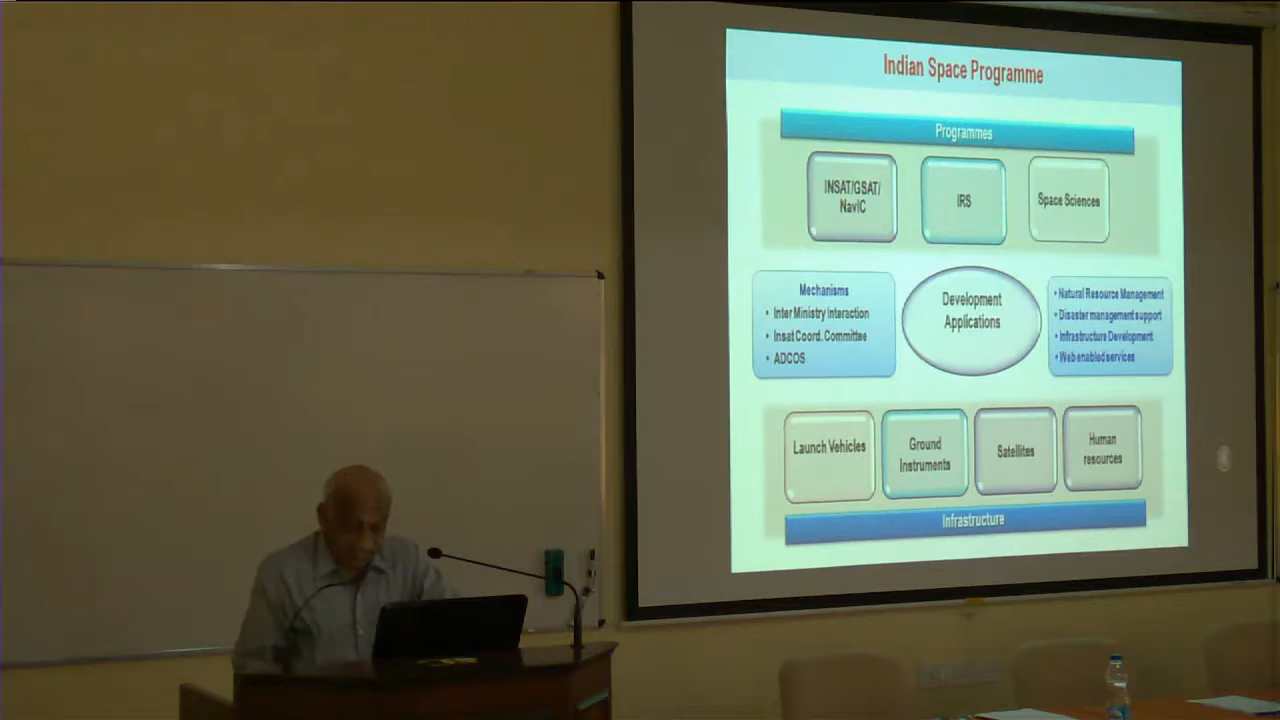 Indian Space Programme
Programmes
INSAT/GSAT/
NavIC
IRS
Space Sciences
Mechanisms
• Inter Ministry Interaction
• Insat Coord. Committee
• ADCOS
Development
Applications
• Natural Resource Management
• Disaster management support
• Infrastructure Development
• Web enabled services
Launch Vehicles
Ground
Instruments
Satellites
Human
resources
Infrastructure